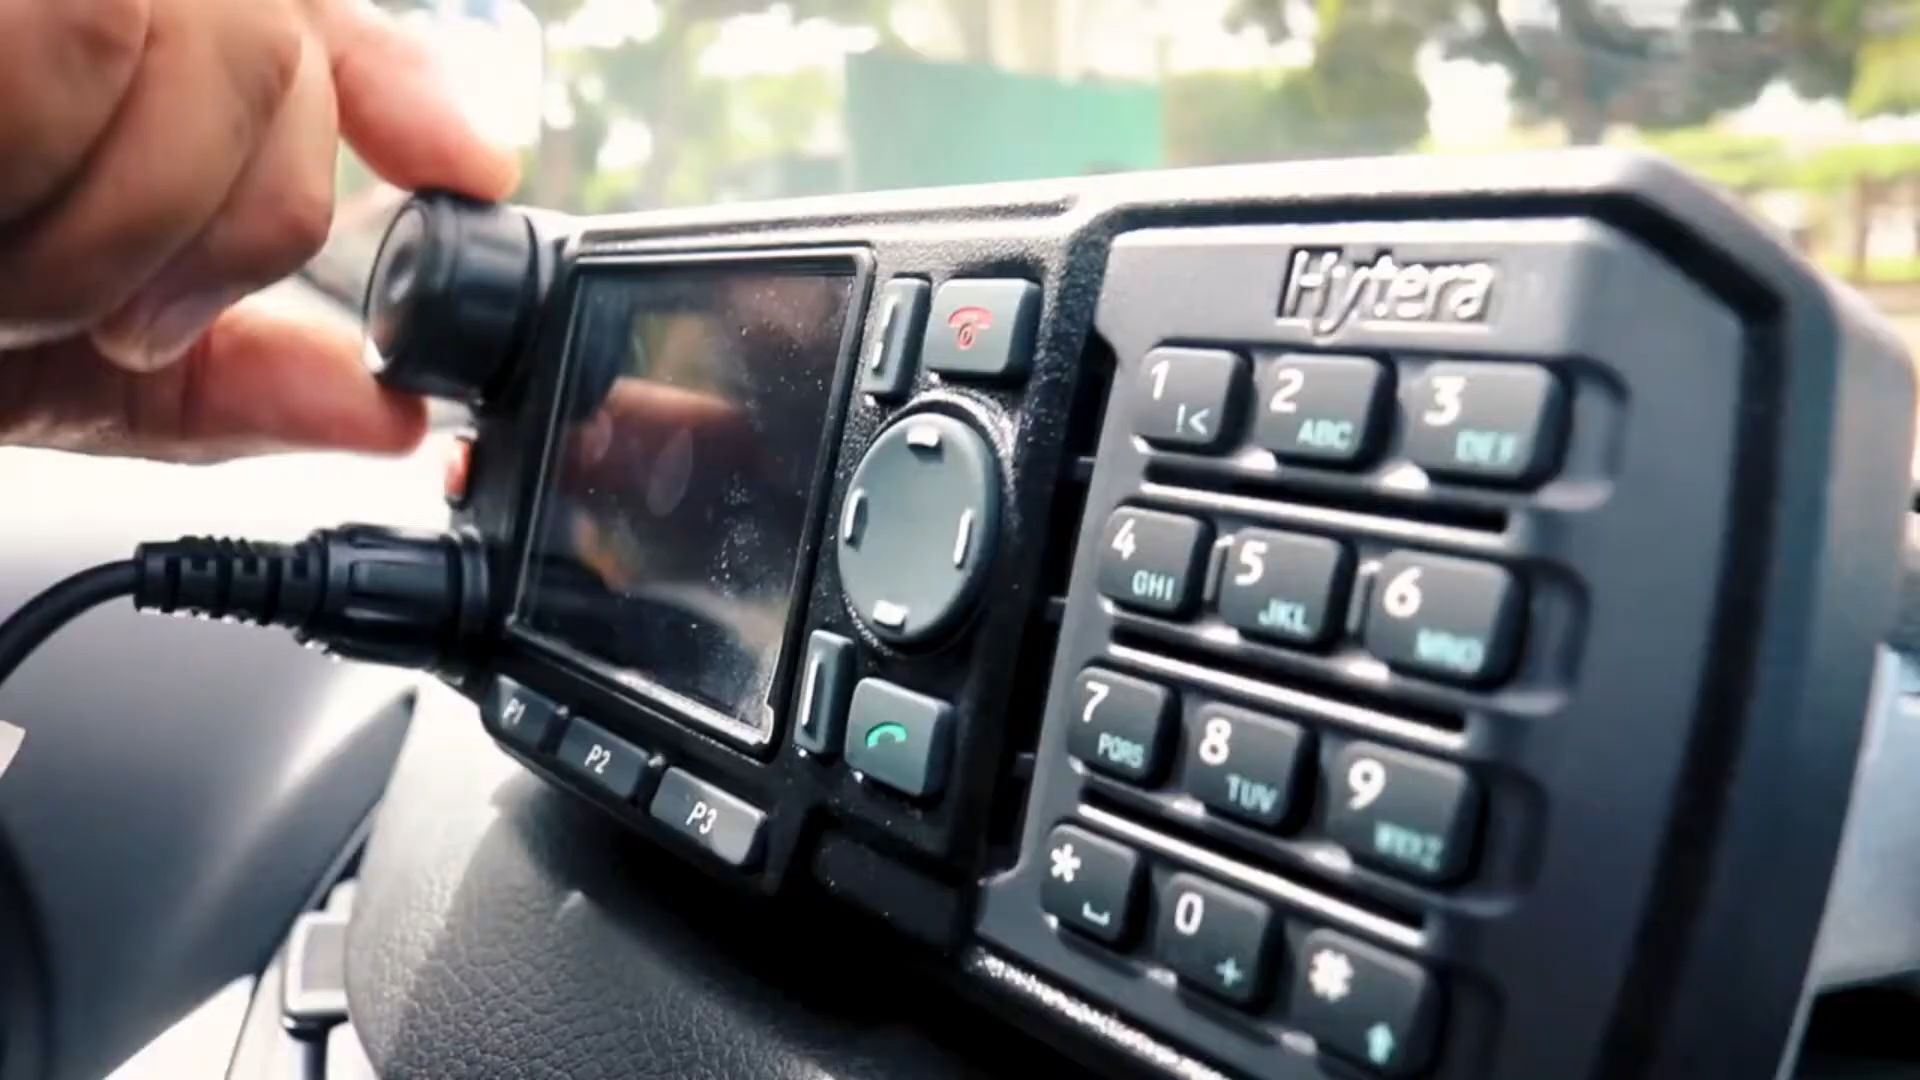 Hytera
1 !< 2 ABC 3 DEF
4 GHI 5 JKL 6 MNO
7 PQRS 8 TUV 9 WXYZ
* ␣ 0 + #
P1 P2 P3